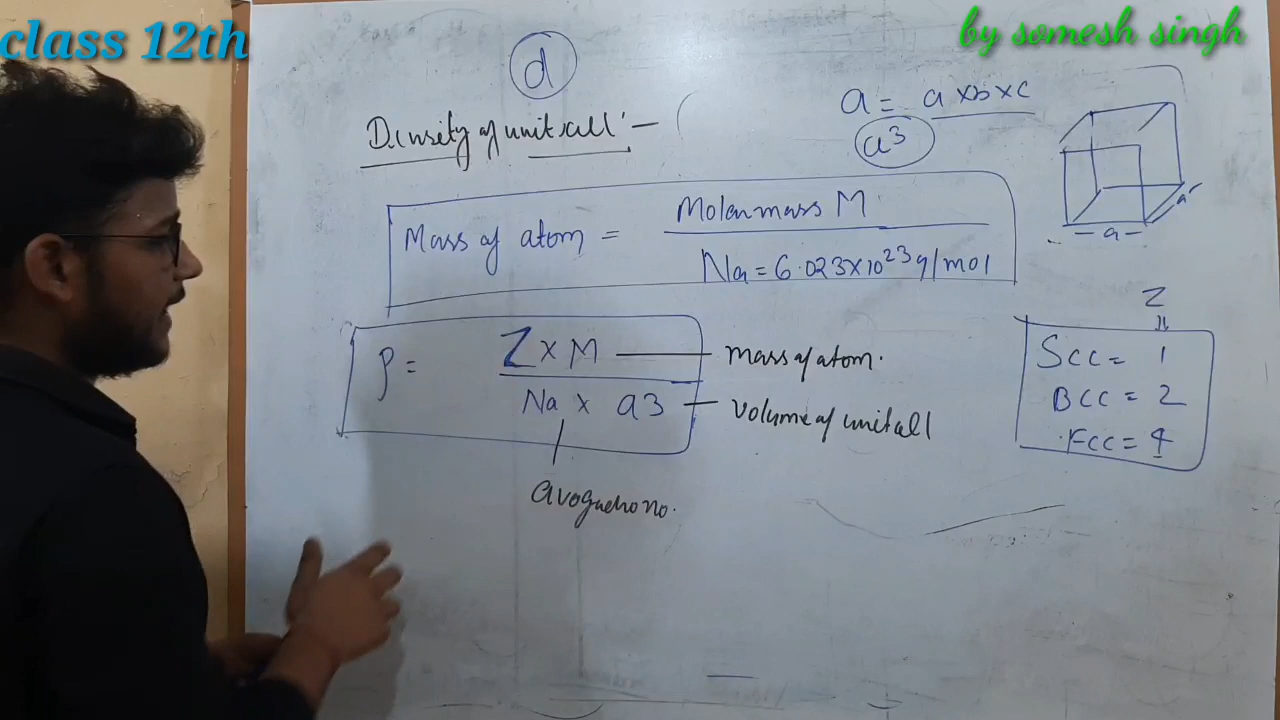 class 12th
by somesh singh
d
Density of unit cell :-
a = a×b×c
a³
a
- a -
Mass of atom = Molar mass M
Na = 6.023×10²³ g/mol
Z
=
SCC = 1
BCC = 2
FCC = 4
ρ = Z × M — mass of atom.
Na × a3 — volume of unit cell
avogadro no.